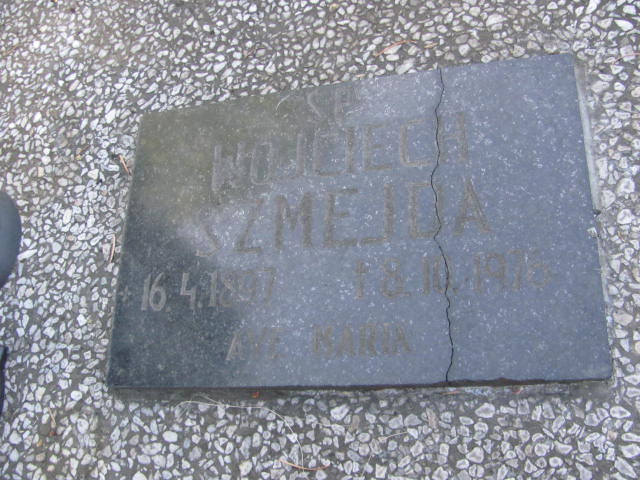 ŚP.
WOJCIECH
SZMEJDA
* 16.4.1897 † 8.10.1976
AVE MARIA